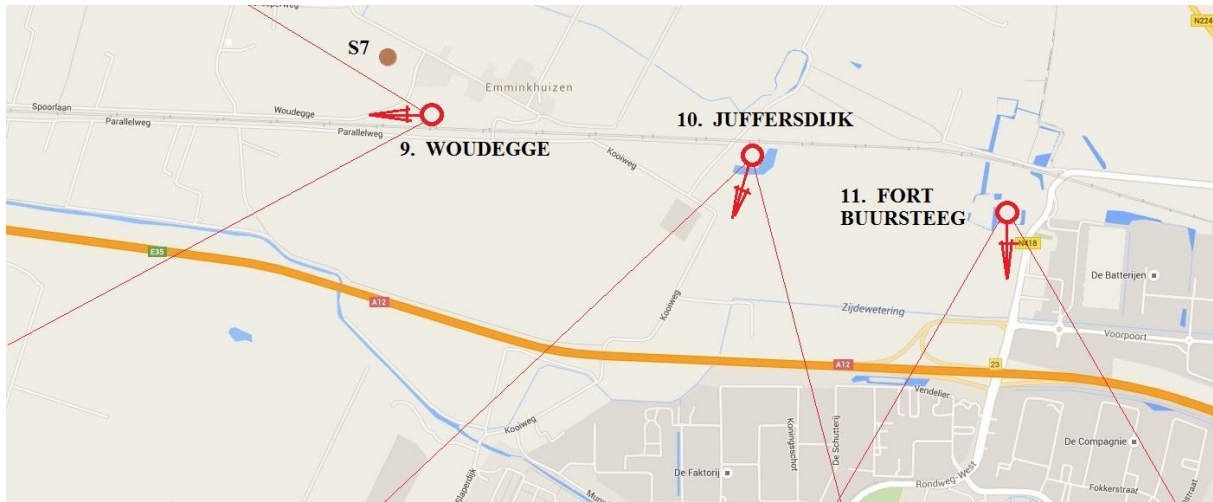 N224
S7
Emminkhuizen
Spoorlaan
Woudegge
Parallelweg
Parallelweg
10. JUFFERSDIJK
9. WOUDEGGE
Kooiweg
11. FORT
BUURSTEEG
N418
E35
De Batterijen
A12
Kooiweg
Zijdewetering
Voorpoort
A12
23
Vendelier
Kooiweg
Koningsschot
De Schutterij
De Compagnie
Slaperdijk
De Faktorij
Rondweg-West
Fokkerstraat